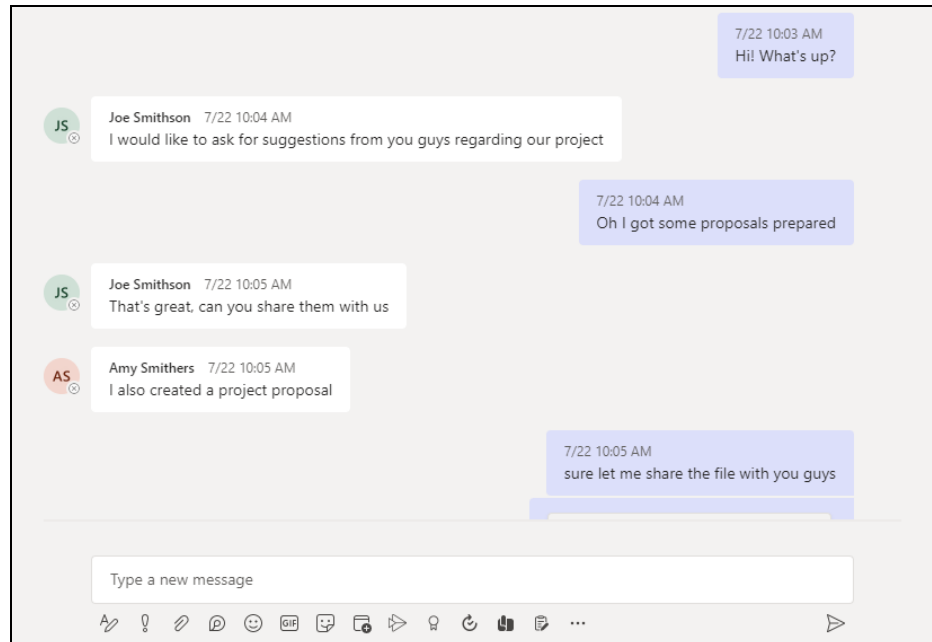 7/22 10:03 AM
Hi! What's up?
JS
Joe Smithson 7/22 10:04 AM
I would like to ask for suggestions from you guys regarding our project
7/22 10:04 AM
Oh I got some proposals prepared
JS
Joe Smithson 7/22 10:05 AM
That's great, can you share them with us
AS
Amy Smithers 7/22 10:05 AM
I also created a project proposal
7/22 10:05 AM
sure let me share the file with you guys
Type a new message
GIF